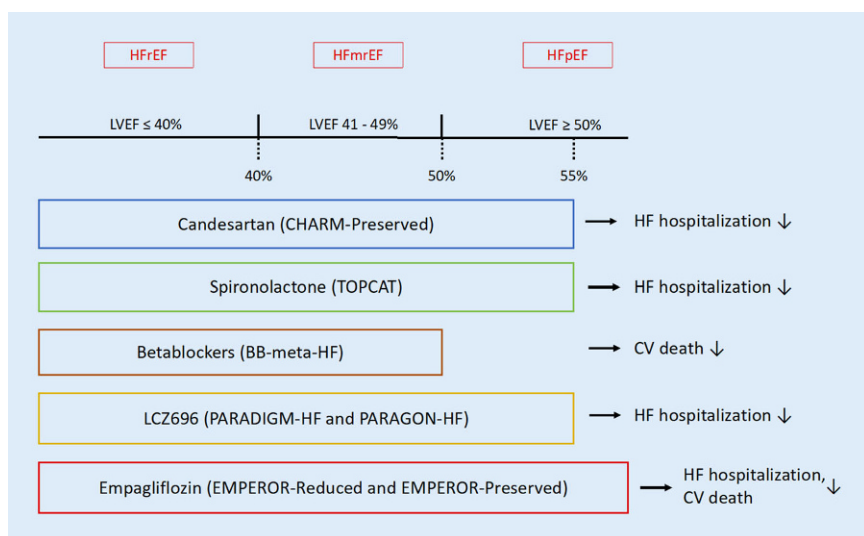 HFrEF HFmrEF HFpEF
LVEF ≤ 40% LVEF 41 - 49% LVEF ≥ 50%
40% 50% 55%
Candesartan (CHARM-Preserved) → HF hospitalization ↓
Spironolactone (TOPCAT) → HF hospitalization ↓
Betablockers (BB-meta-HF) → CV death ↓
LCZ696 (PARADIGM-HF and PARAGON-HF) → HF hospitalization ↓
Empagliflozin (EMPEROR-Reduced and EMPEROR-Preserved) → HF hospitalization, ↓
CV death